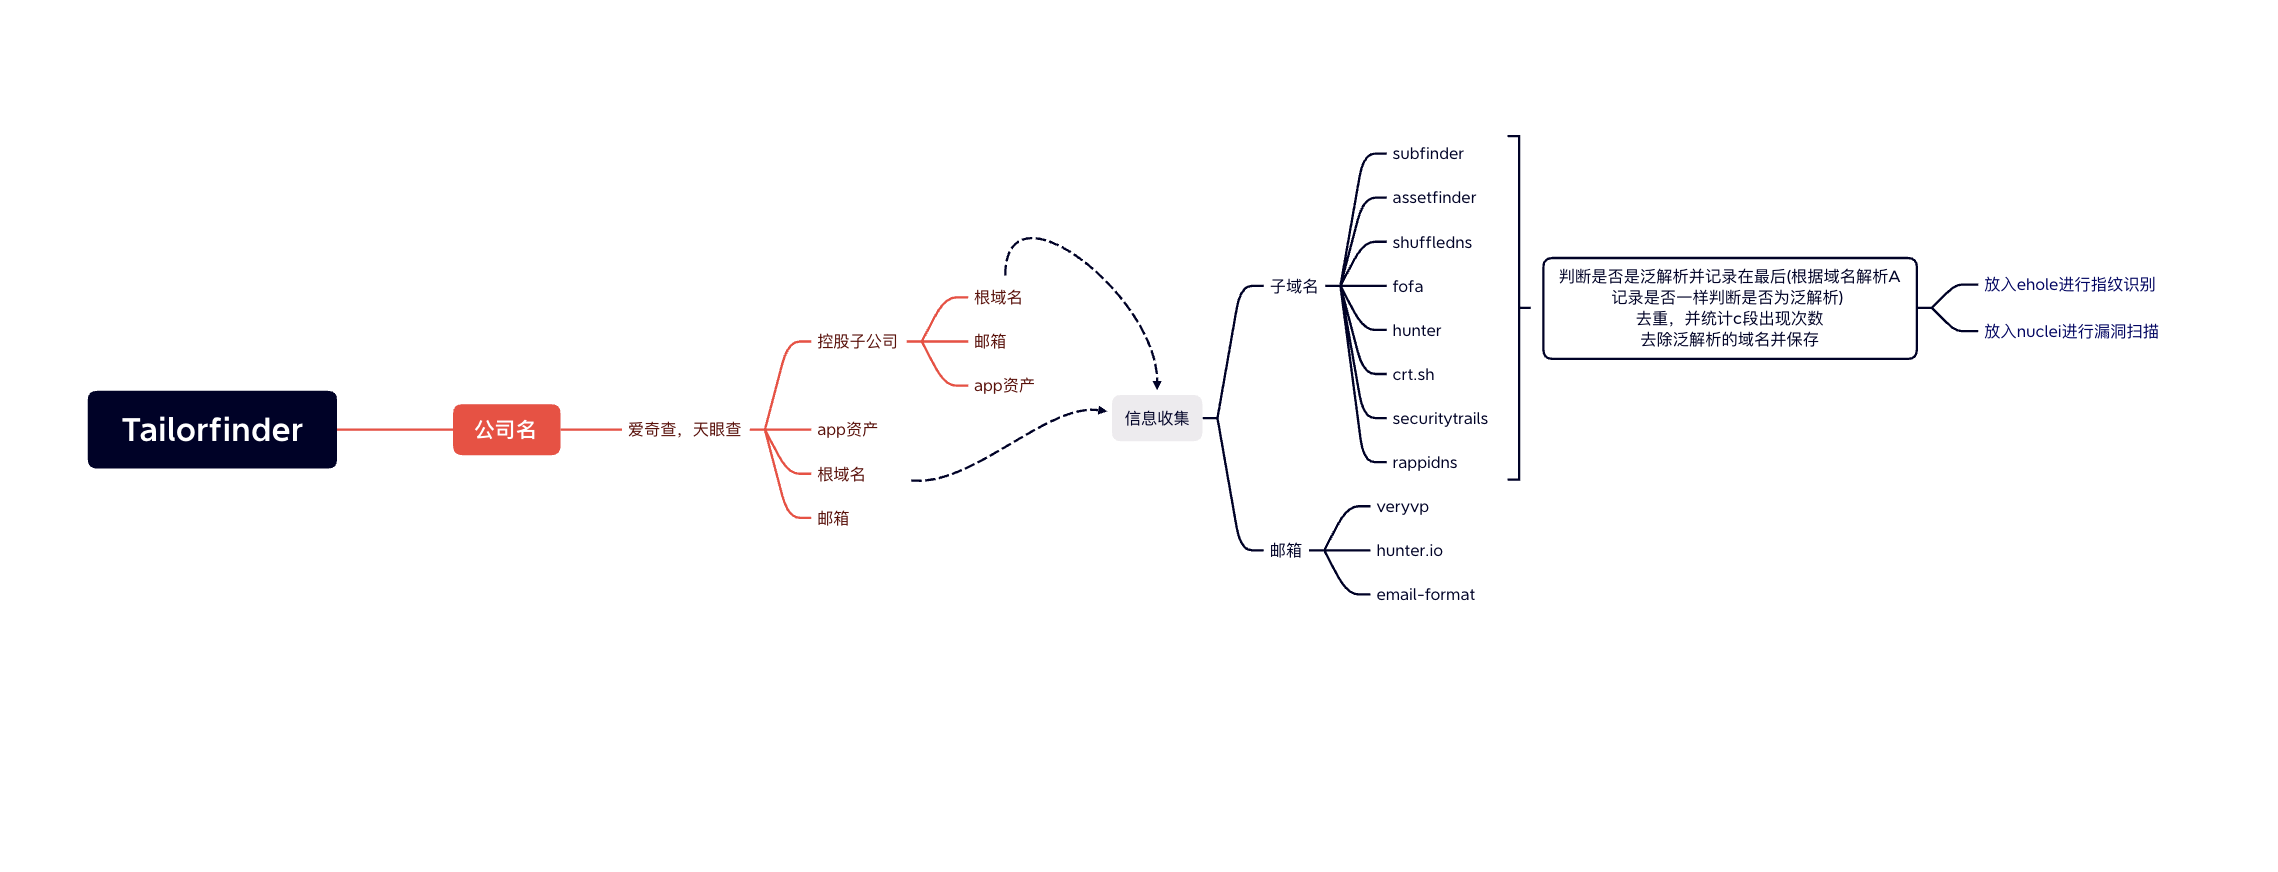 Tailorfinder
公司名
爱奇查，天眼查
控股子公司
根域名
邮箱
app资产
app资产
根域名
邮箱
信息收集
子域名
subfinder
assetfinder
shuffledns
fofa
hunter
crt.sh
securitytrails
rappidns
邮箱
veryvp
hunter.io
email-format
判断是否是泛解析并记录在最后(根据域名解析A
记录是否一样判断是否为泛解析)
去重，并统计c段出现次数
去除泛解析的域名并保存
放入ehole进行指纹识别
放入nuclei进行漏洞扫描